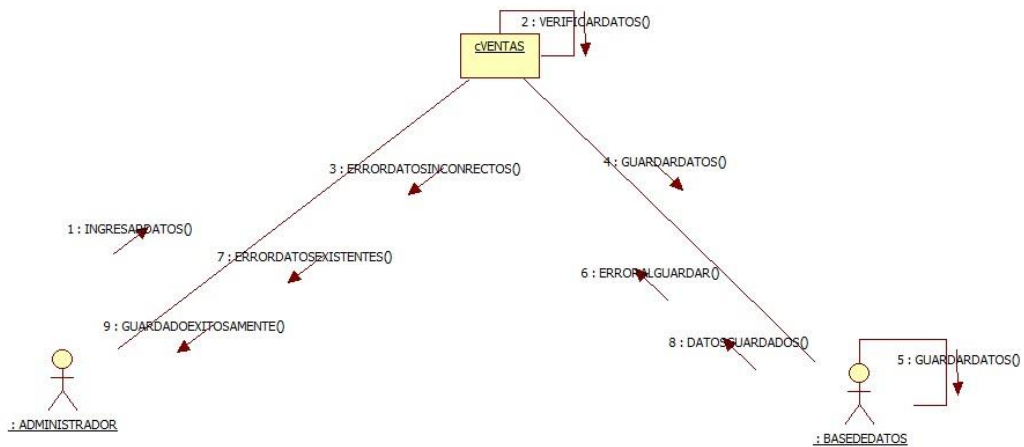 2 : VERIFICARDATOS()
cVENTAS
3 : ERRORDATOSINCONRECTOS()
4 : GUARDARDATOS()
1 : INGRESARDATOS()
7 : ERRORDATOSEXISTENTES()
6 : ERRORALGUARDAR()
9 : GUARDADOEXITOSAMENTE()
8 : DATOSGUARDADOS()
5 : GUARDARDATOS()
: ADMINISTRADOR
: BASEDEDATOS